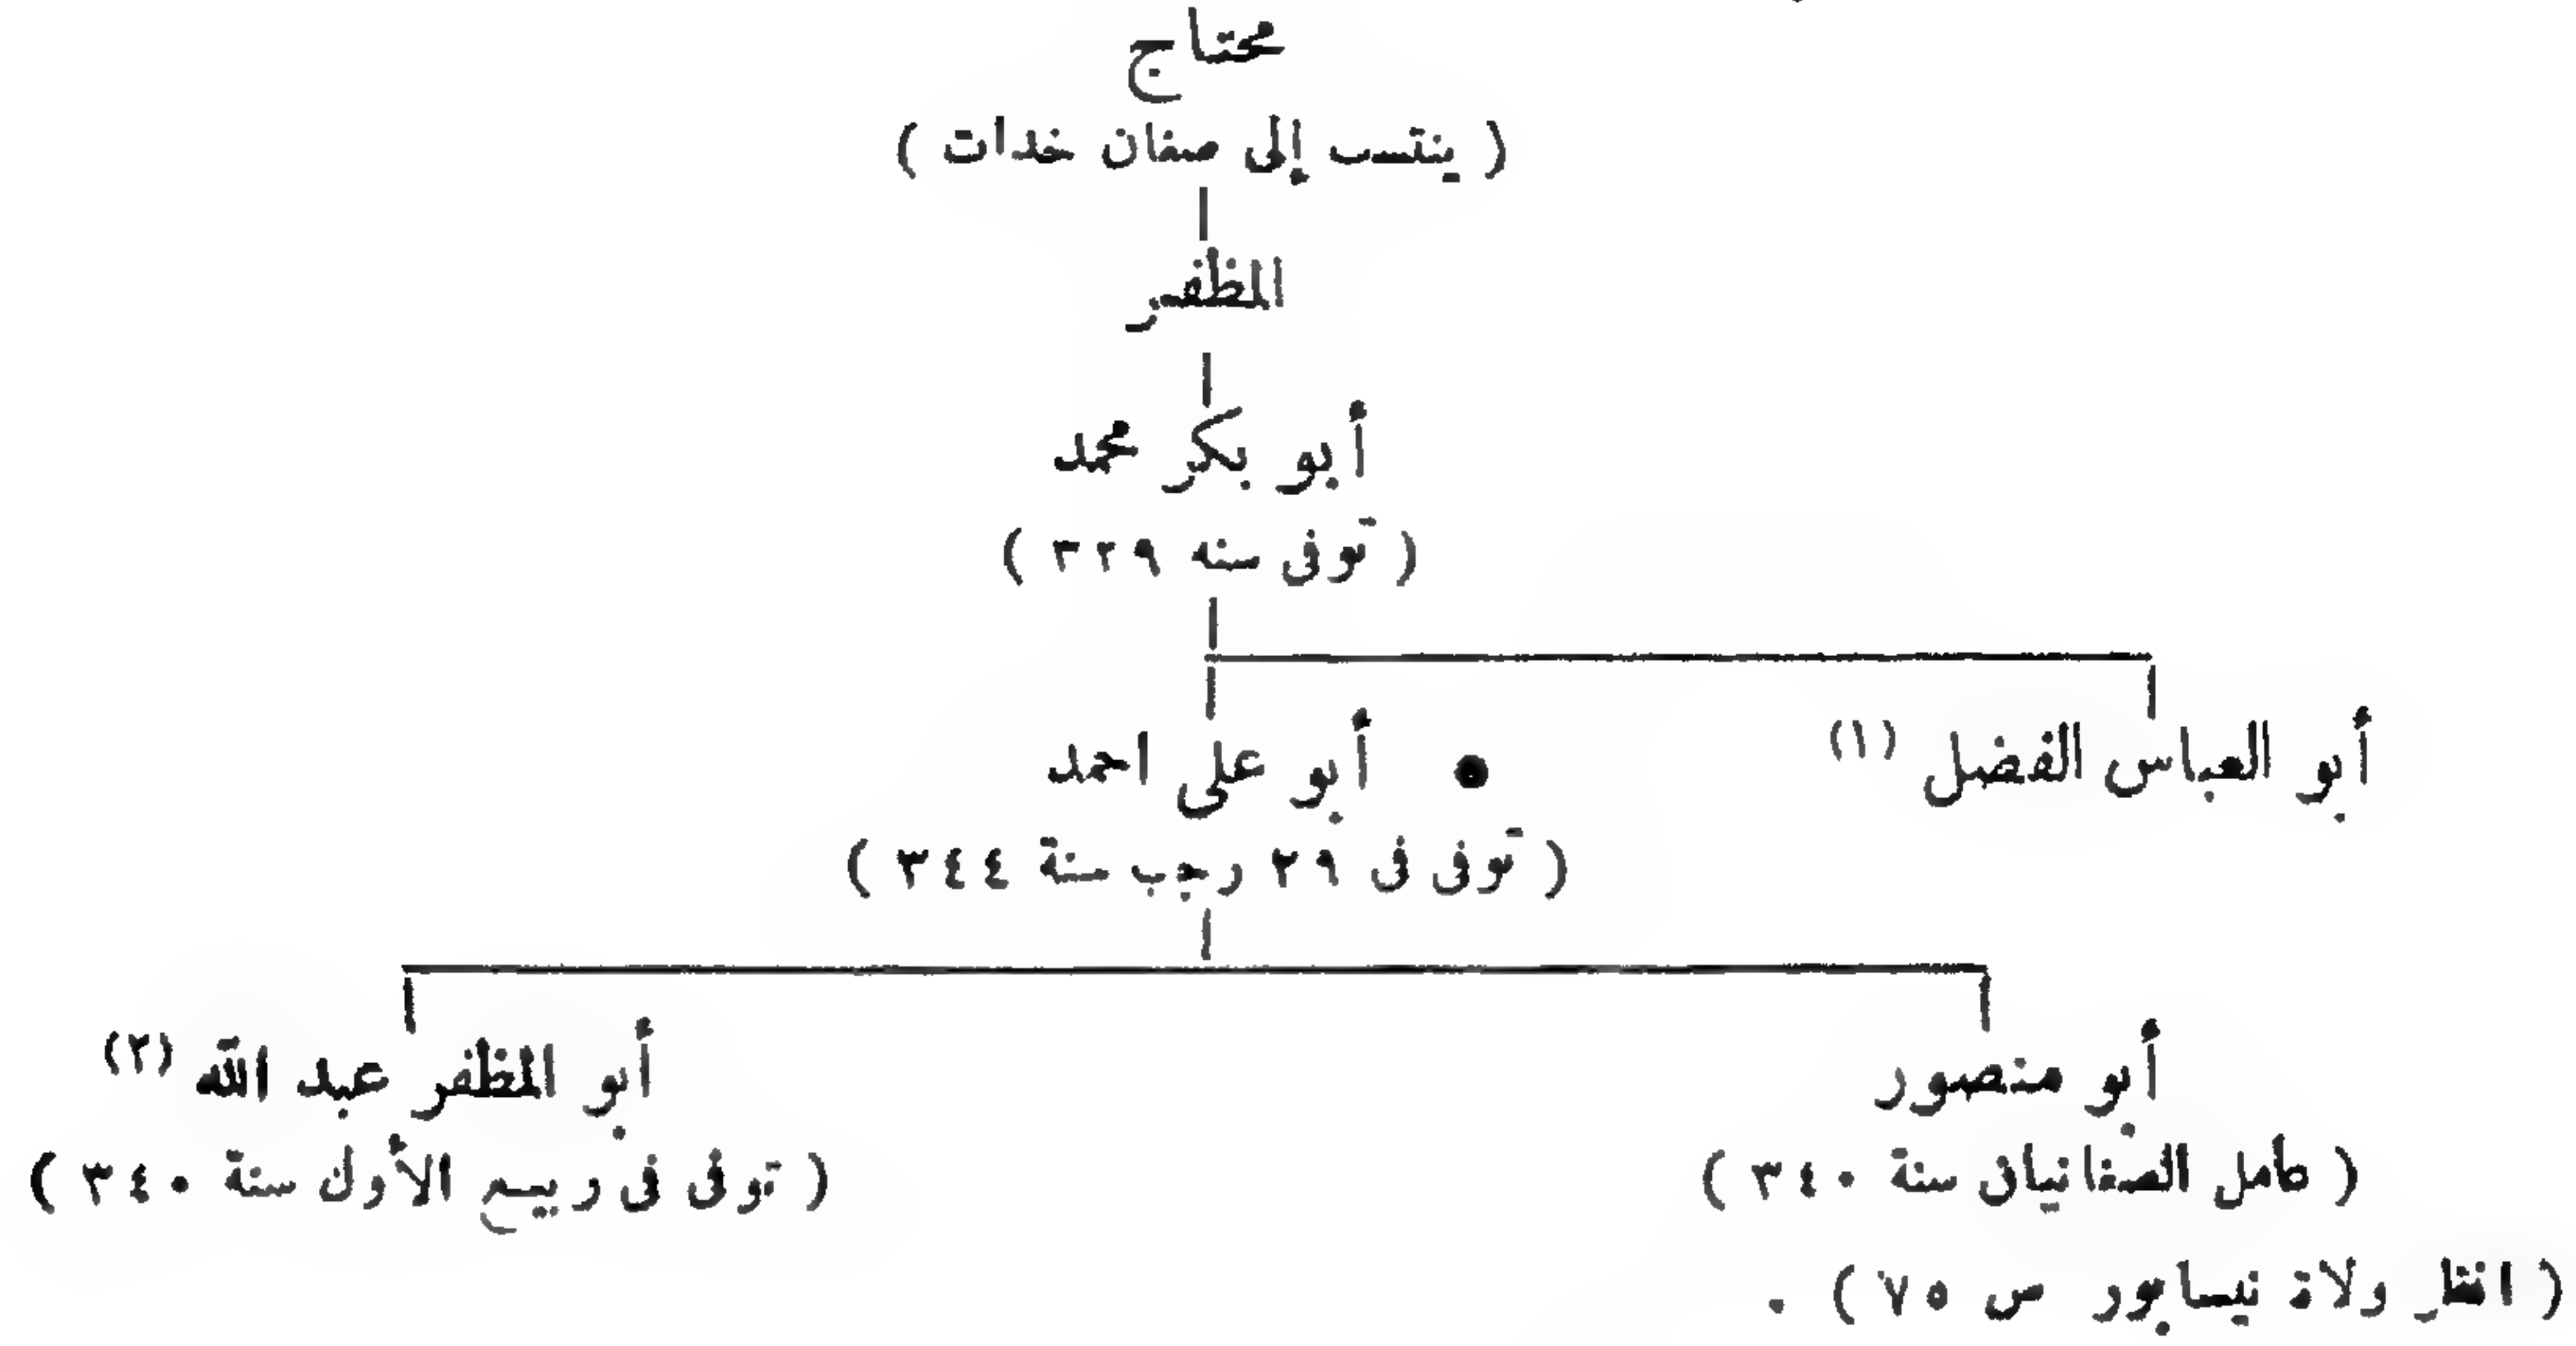 محتاج
( ينتسب إلى صغان خدات )
المظفر
أبو بكر محمد
( توفى سنه ٣٢٩ )
أبو العباس الفضل (١)
● أبو على احمد
( توفى فى ٢٩ رجب سنة ٣٤٤ )
أبو منصور
( عامل الصغانيان سنة ٣٤٠ )
أبو المظفر عبد الله (٢)
( توفى فى ربيع الأول سنة ٣٤٠ )
( انظر ولاة نيسابور ص ٧٥ ) .